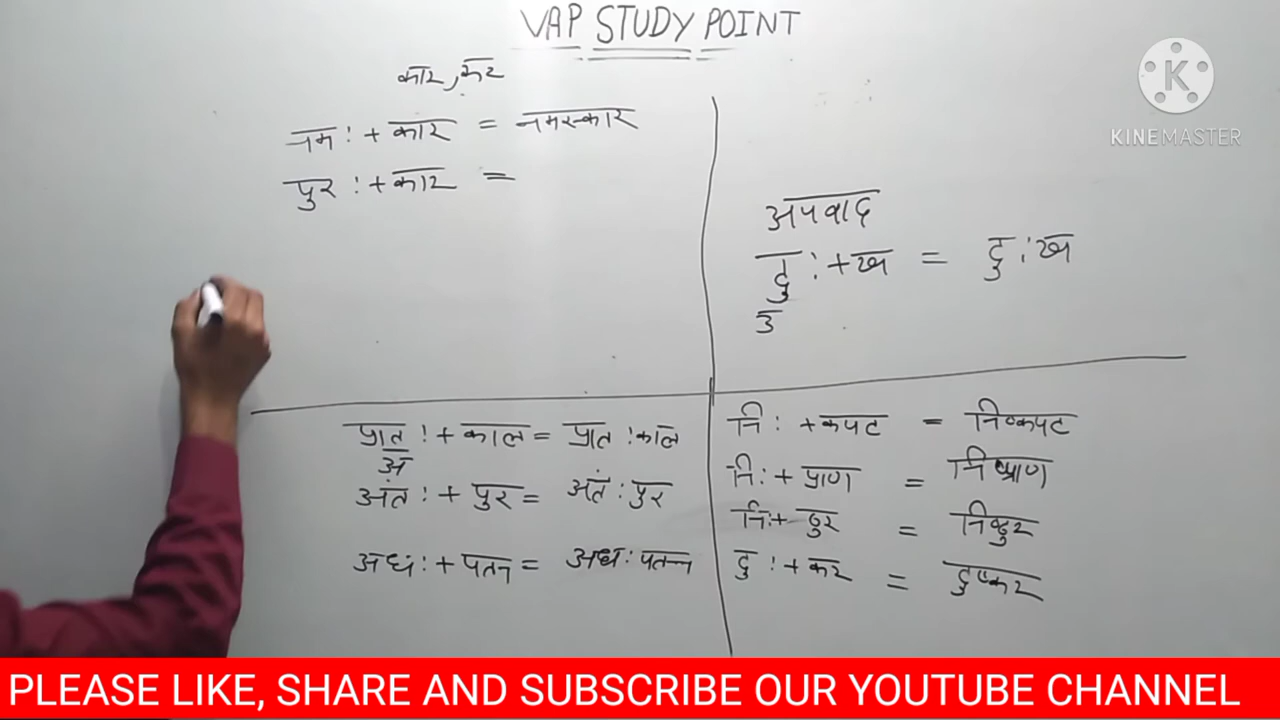 VAP STUDY POINT
कार, कर
नम: + कार = नमस्कार
पुर: + कार =
अपवाद
दु: + ख = दु:ख
उ
प्रात: + काल = प्रात:काल
अ
अंत: + पुर = अंत:पुर
अध: + पतन = अध:पतन
नि: + कपट = निष्कपट
नि: + प्राण = निष्प्राण
नि: + ठुर = निष्ठुर
दु: + कर = दुष्कर
K
KINEMASTER
PLEASE LIKE, SHARE AND SUBSCRIBE OUR YOUTUBE CHANNEL